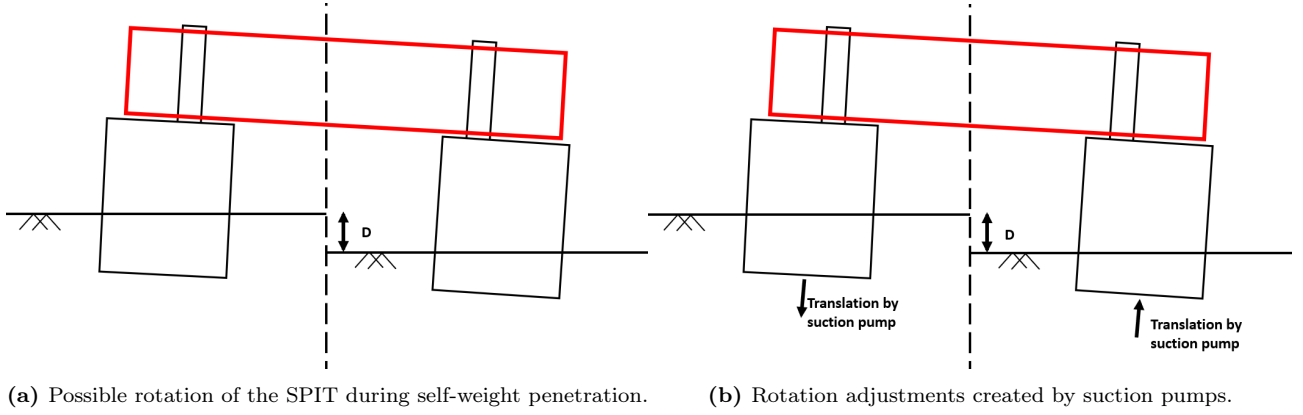 D
D
Translation by
suction pump
Translation by
suction pump
(a) Possible rotation of the SPIT during self-weight penetration.
(b) Rotation adjustments created by suction pumps.